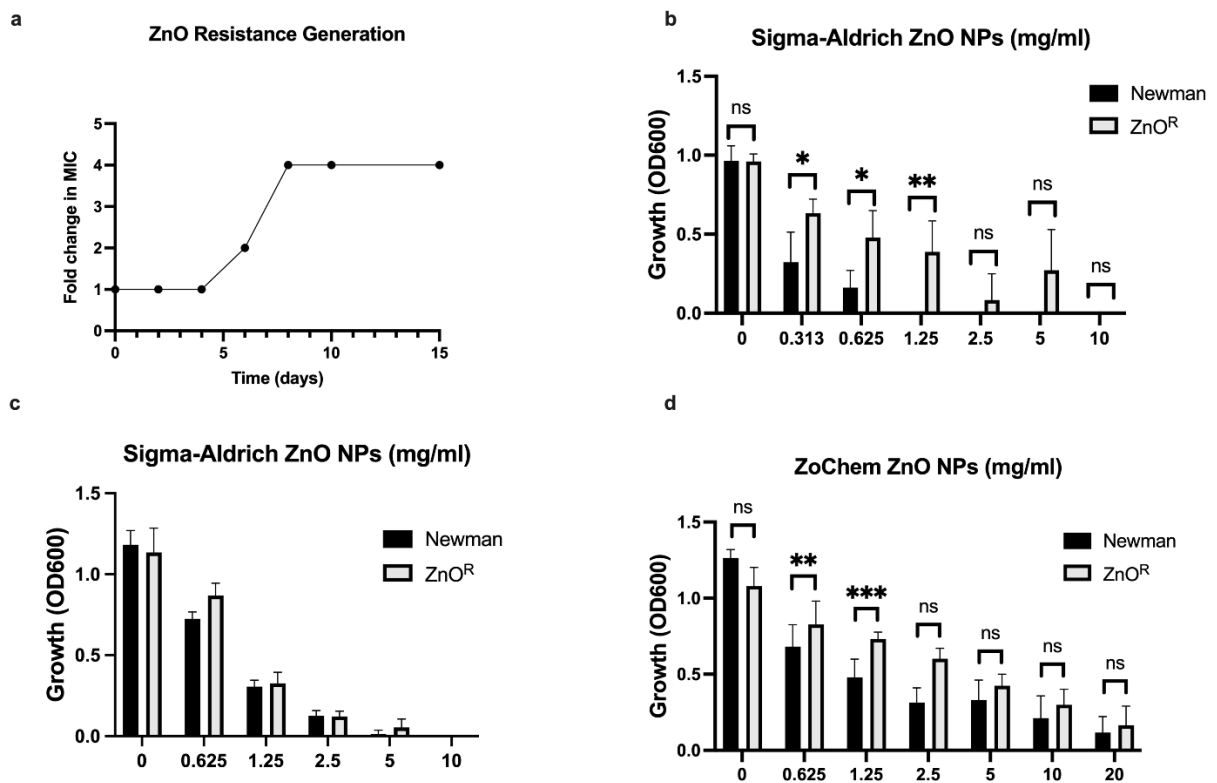 a
ZnO Resistance Generation
Fold change in MIC
5
4
3
2
1
0
0 5 10 15
Time (days)
b
Sigma-Aldrich ZnO NPs (mg/ml)
Growth (OD600)
1.5
1.0
0.5
0.0
Newman
ZnOᴿ
ns * * ** ns ns ns
0 0.313 0.625 1.25 2.5 5 10
c
Sigma-Aldrich ZnO NPs (mg/ml)
Growth (OD600)
1.5
1.0
0.5
0.0
Newman
ZnOᴿ
0 0.625 1.25 2.5 5 10
d
ZoChem ZnO NPs (mg/ml)
Growth (OD600)
1.5
1.0
0.5
0.0
Newman
ZnOᴿ
ns ** *** ns ns ns ns
0 0.625 1.25 2.5 5 10 20